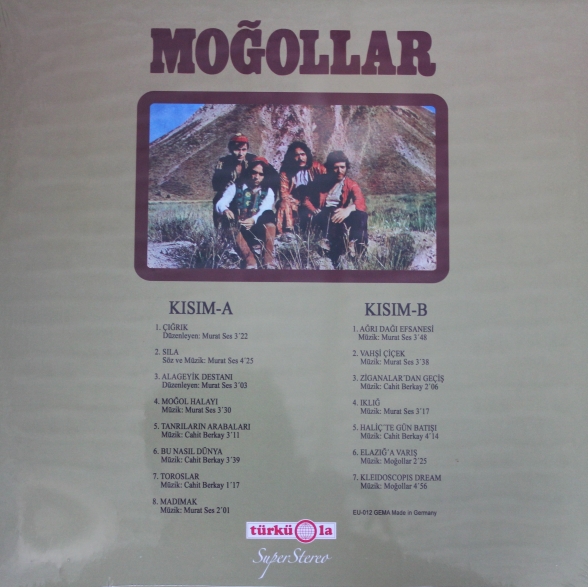 MOĞOLLAR
KISIM-A
1. ÇIĞRIK
Düzenleyen: Murat Ses 3´22
2. SILA
Söz ve Müzik: Murat Ses 4´25
3. ALAGEYİK DESTANI
Düzenleyen: Murat Ses 3´03
4. MOĞOL HALAYI
Müzik: Murat Ses 3´30
5. TANRILARIN ARABALARI
Müzik: Cahit Berkay 3´11
6. BU NASIL DÜNYA
Müzik: Cahit Berkay 3´39
7. TOROSLAR
Müzik: Cahit Berkay 1´17
8. MADIMAK
Müzik: Murat Ses 2´01
KISIM-B
1. AĞRI DAĞI EFSANESİ
Müzik: Murat Ses 3´48
2. VAHŞİ ÇİÇEK
Müzik: Murat Ses 3´38
3. ZİGANALAR'DAN GEÇİŞ
Müzik: Cahit Berkay 2´06
4. IKLIĞ
Müzik: Murat Ses 3´17
5. HALİÇ'TE GÜN BATIŞI
Müzik: Cahit Berkay 4´14
6. ELAZIĞ'A VARIŞ
Müzik: Moğollar 2´25
7. KLEIDOSCOPIS DREAM
Müzik: Moğollar 4´56
EU-012 GEMA Made in Germany
türkü la
SuperStereo